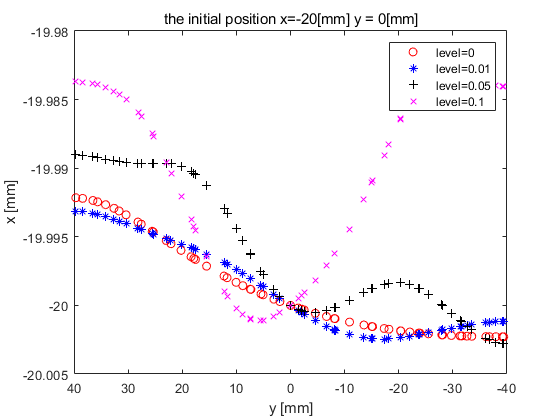 the initial position x=-20[mm] y = 0[mm]
-19.98
-19.985
-19.99
-19.995
-20
-20.005
x [mm]
level=0
level=0.01
level=0.05
level=0.1
40 30 20 10 0 -10 -20 -30 -40
y [mm]